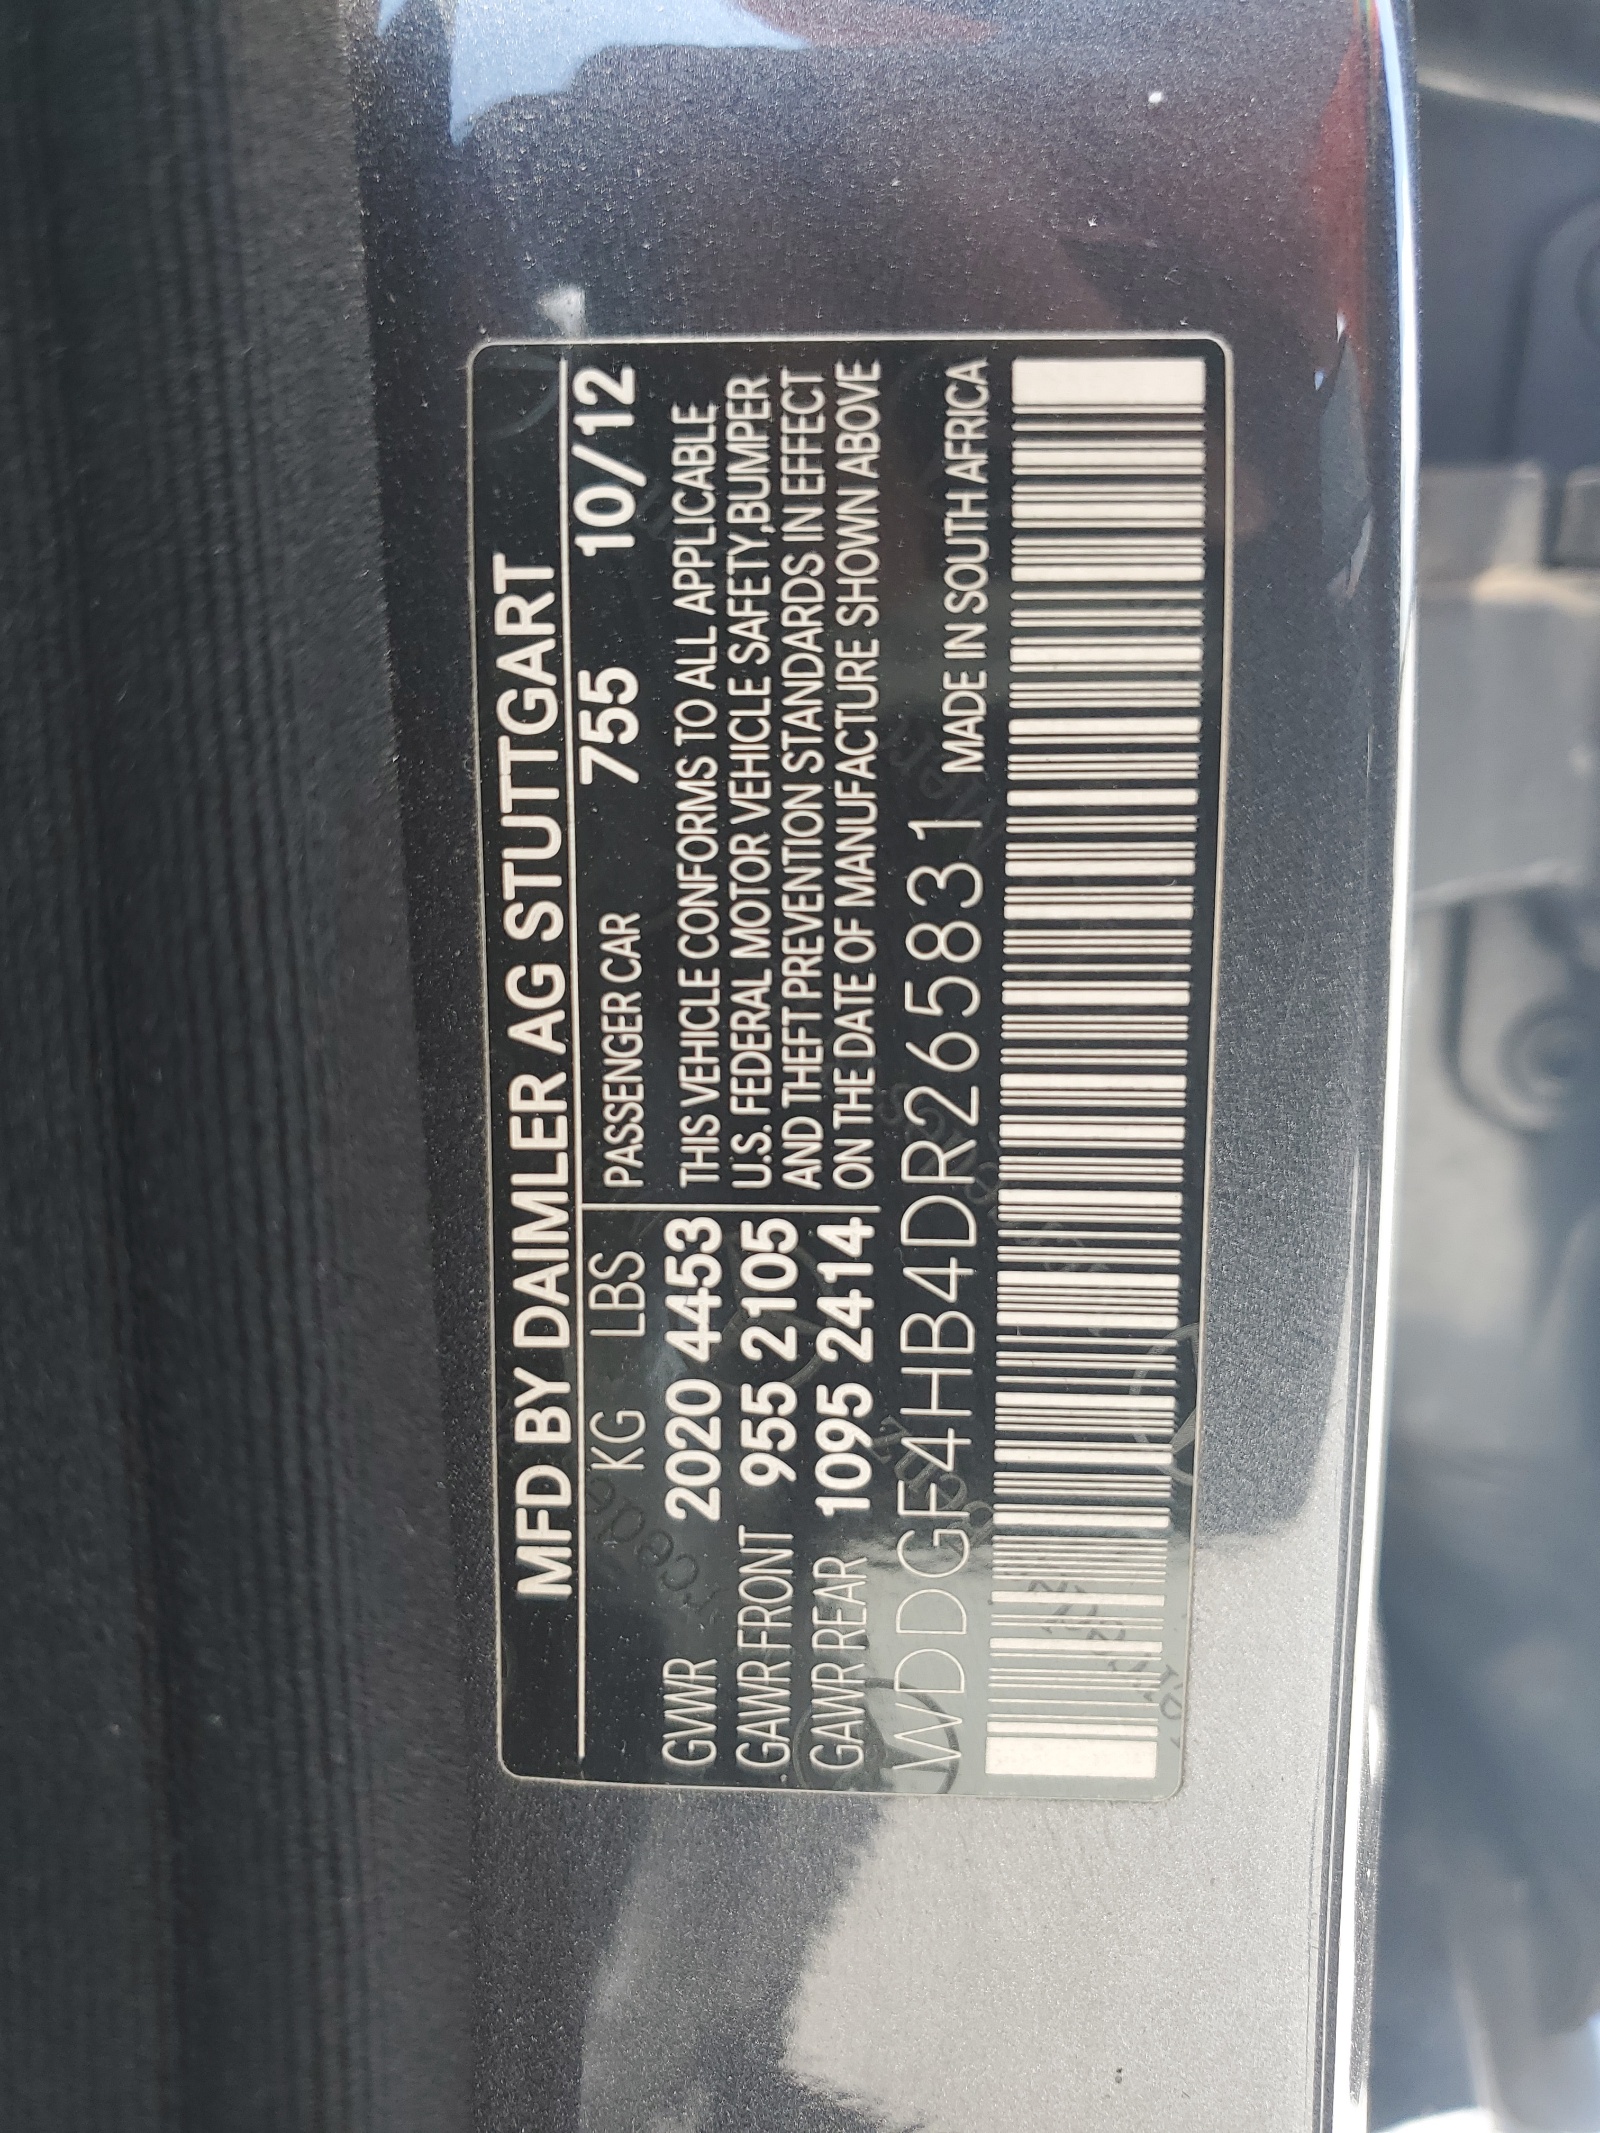 MFD BY DAIMLER AG STUTTGART
KG LBS PASSENGER CAR 755 10/12
GVWR 2020 4453 THIS VEHICLE CONFORMS TO ALL APPLICABLE
GAWR FRONT 955 2105 U.S. FEDERAL MOTOR VEHICLE SAFETY,BUMPER
AND THEFT PREVENTION STANDARDS IN EFFECT
GAWR REAR 1095 2414 ON THE DATE OF MANUFACTURE SHOWN ABOVE
WDDGF4HB4DR265831 MADE IN SOUTH AFRICA